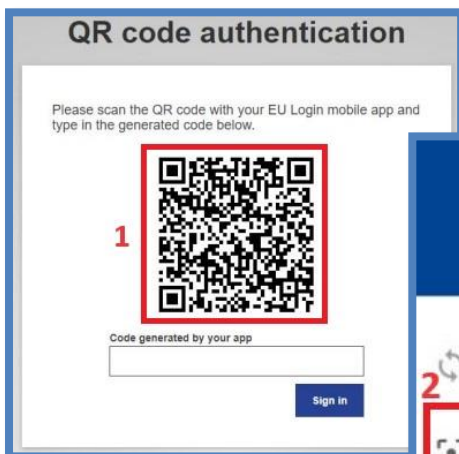 QR code authentication
Please scan the QR code with your EU Login mobile app and
type in the generated code below.
1
Code generated by your app
Sign in
2